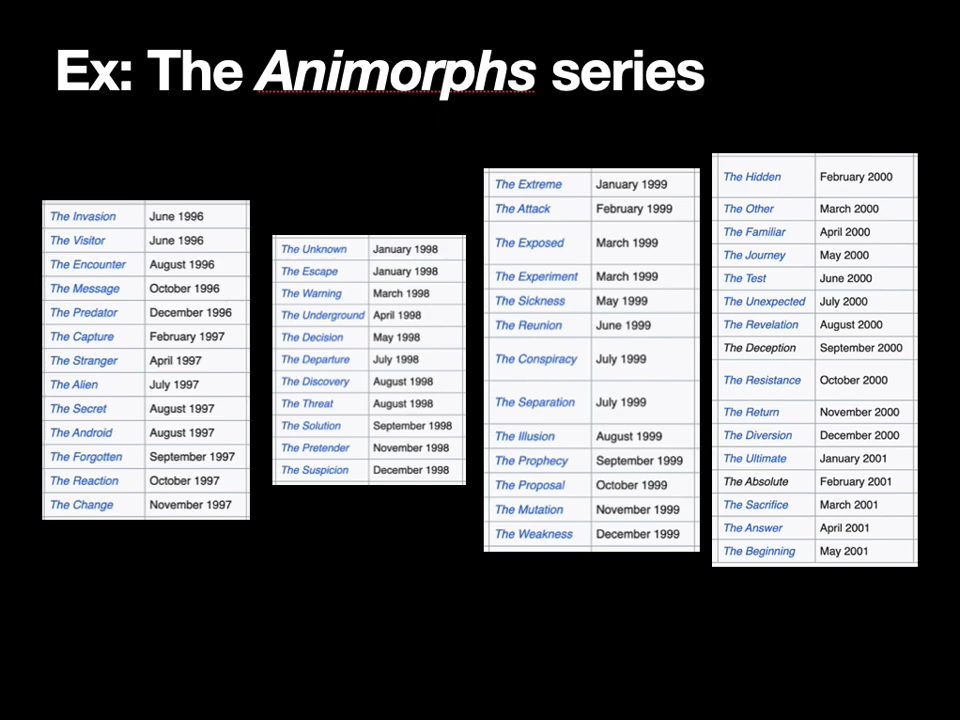 Ex: The Animorphs series
The Invasion June 1996
The Visitor June 1996
The Encounter August 1996
The Message October 1996
The Predator December 1996
The Capture February 1997
The Stranger April 1997
The Alien July 1997
The Secret August 1997
The Android August 1997
The Forgotten September 1997
The Reaction October 1997
The Change November 1997
The Unknown January 1998
The Escape January 1998
The Warning March 1998
The Underground April 1998
The Decision May 1998
The Departure July 1998
The Discovery August 1998
The Threat August 1998
The Solution September 1998
The Pretender November 1998
The Suspicion December 1998
The Extreme January 1999
The Attack February 1999
The Exposed March 1999
The Experiment March 1999
The Sickness May 1999
The Reunion June 1999
The Conspiracy July 1999
The Separation July 1999
The Illusion August 1999
The Prophecy September 1999
The Proposal October 1999
The Mutation November 1999
The Weakness December 1999
The Hidden February 2000
The Other March 2000
The Familiar April 2000
The Journey May 2000
The Test June 2000
The Unexpected July 2000
The Revelation August 2000
The Deception September 2000
The Resistance October 2000
The Return November 2000
The Diversion December 2000
The Ultimate January 2001
The Absolute February 2001
The Sacrifice March 2001
The Answer April 2001
The Beginning May 2001